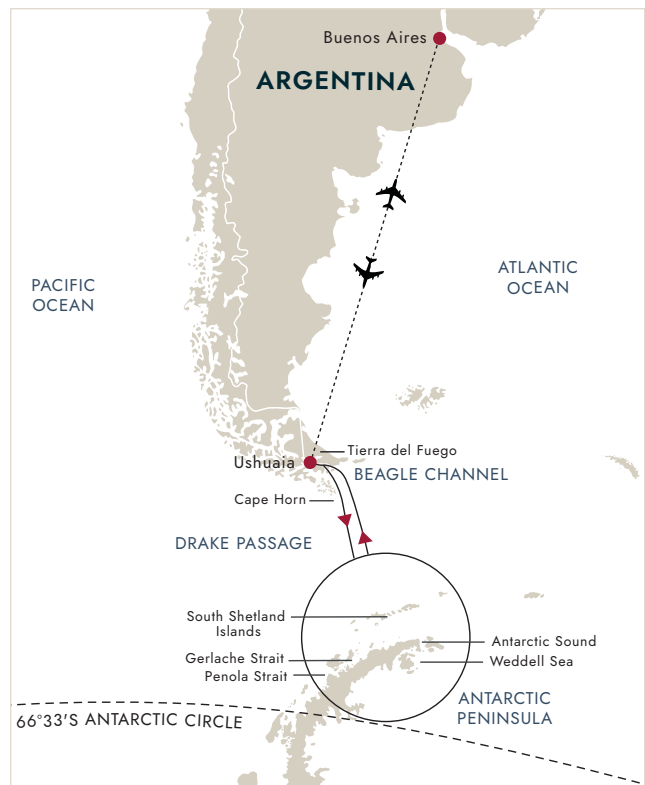 Buenos Aires
ARGENTINA
PACIFIC
OCEAN
ATLANTIC
OCEAN
Tierra del Fuego
Ushuaia
BEAGLE CHANNEL
Cape Horn
DRAKE PASSAGE
South Shetland
Islands
Antarctic Sound
Gerlache Strait
Weddell Sea
Penola Strait
ANTARCTIC
PENINSULA
66°33'S ANTARCTIC CIRCLE